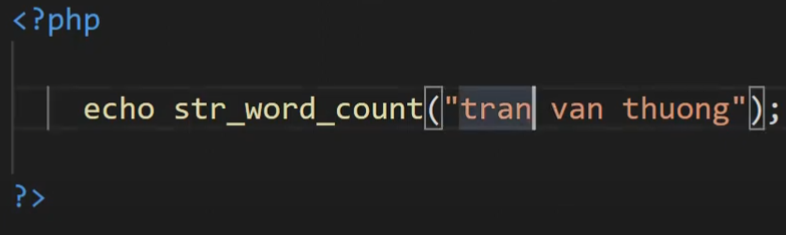 <?php
echo str_word_count("tran van thuong");
?>